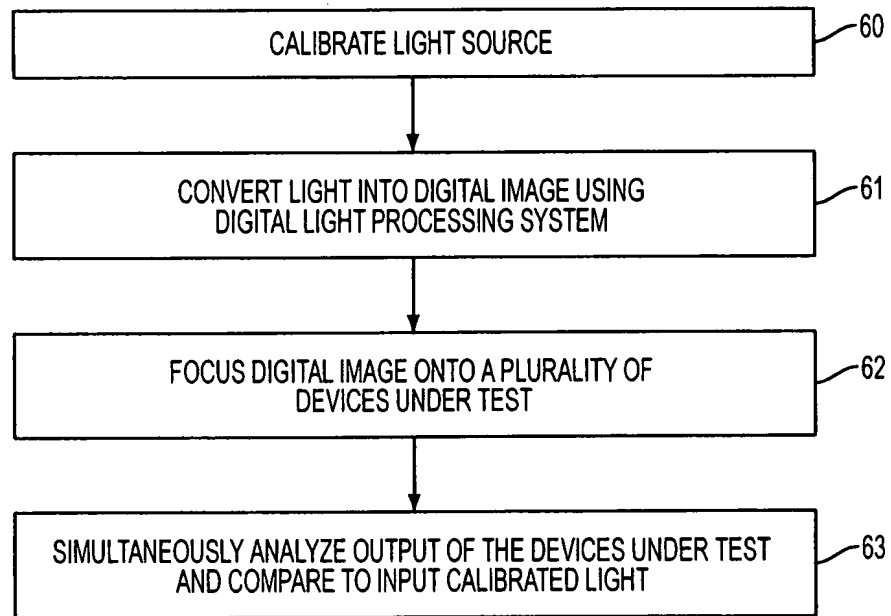 CALIBRATE LIGHT SOURCE
60
CONVERT LIGHT INTO DIGITAL IMAGE USING
DIGITAL LIGHT PROCESSING SYSTEM
61
FOCUS DIGITAL IMAGE ONTO A PLURALITY OF
DEVICES UNDER TEST
62
SIMULTANEOUSLY ANALYZE OUTPUT OF THE DEVICES UNDER TEST
AND COMPARE TO INPUT CALIBRATED LIGHT
63